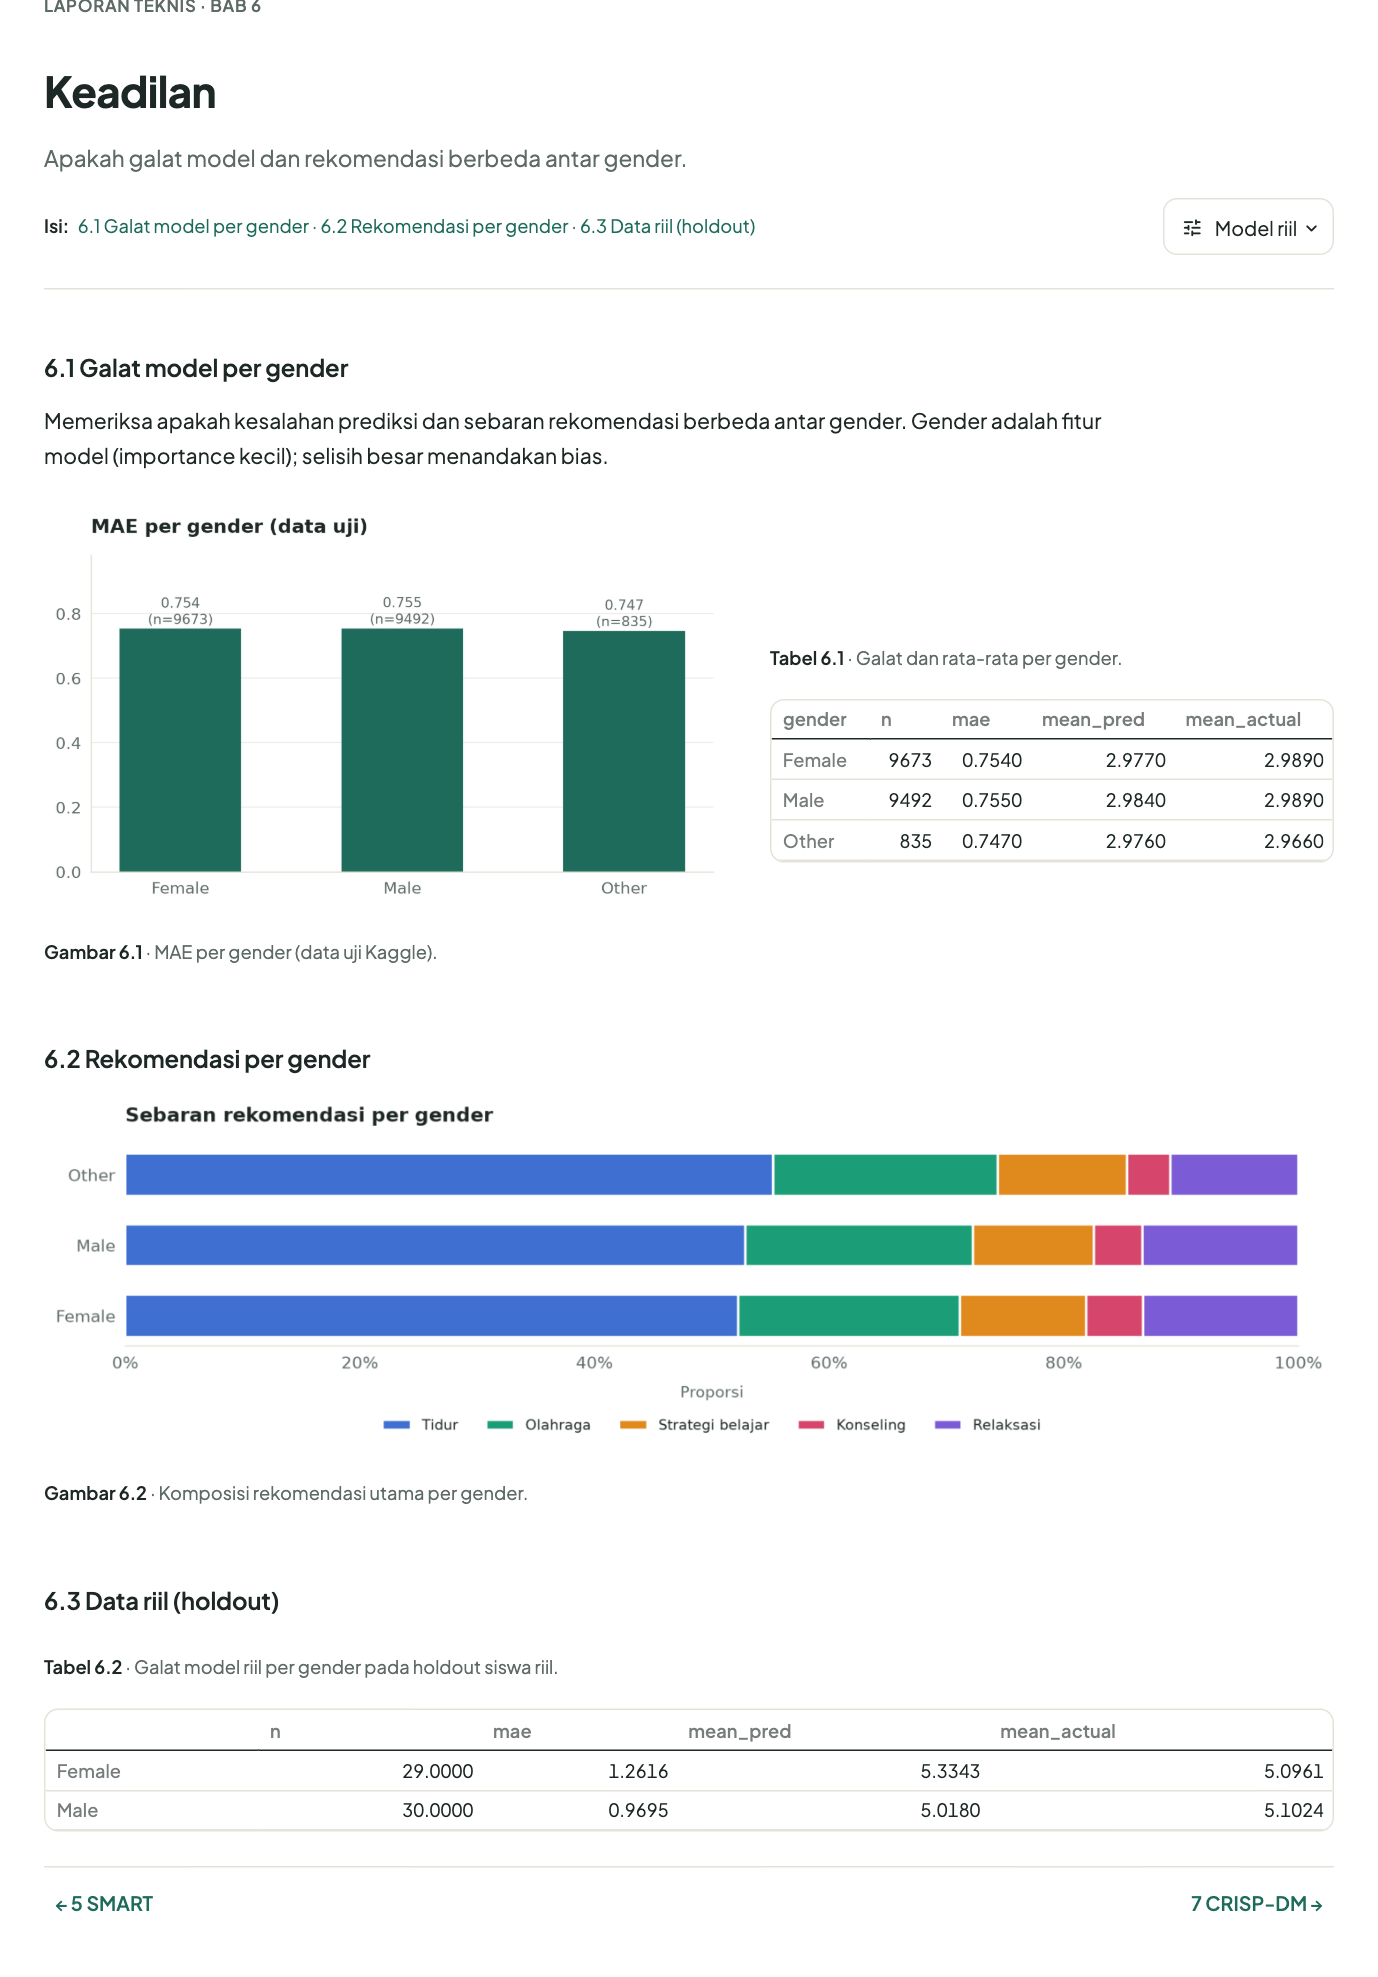 LAPORAN TEKNIS · BAB 6
Keadilan
Apakah galat model dan rekomendasi berbeda antar gender.
Isi: 6.1 Galat model per gender · 6.2 Rekomendasi per gender · 6.3 Data riil (holdout)
Model riil
6.1 Galat model per gender
Memeriksa apakah kesalahan prediksi dan sebaran rekomendasi berbeda antar gender. Gender adalah fitur
model (importance kecil); selisih besar menandakan bias.
MAE per gender (data uji)
0.754 0.755 0.747
(n=9673) (n=9492) (n=835)
0.8
0.6
0.4
0.2
0.0
Female Male Other
Gambar 6.1 · MAE per gender (data uji Kaggle).
Tabel 6.1 · Galat dan rata-rata per gender.
gender n mae mean_pred mean_actual
Female 9673 0.7540 2.9770 2.9890
Male 9492 0.7550 2.9840 2.9890
Other 835 0.7470 2.9760 2.9660
6.2 Rekomendasi per gender
Sebaran rekomendasi per gender
Other
Male
Female
0% 20% 40% 60% 80% 100%
Proporsi
Tidur Olahraga Strategi belajar Konseling Relaksasi
Gambar 6.2 · Komposisi rekomendasi utama per gender.
6.3 Data riil (holdout)
Tabel 6.2 · Galat model riil per gender pada holdout siswa riil.
n mae mean_pred mean_actual
Female 29.0000 1.2616 5.3343 5.0961
Male 30.0000 0.9695 5.0180 5.1024
← 5 SMART
7 CRISP-DM →